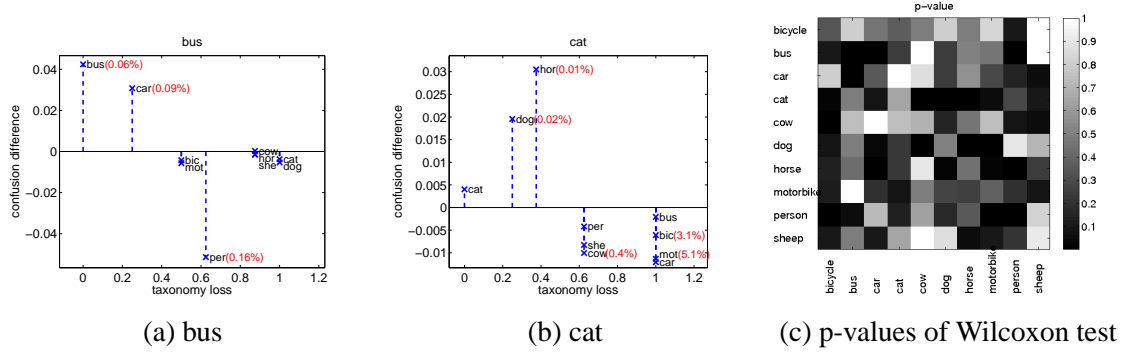 bus
confusion difference
0.04
0.02
0
−0.02
−0.04
bus(0.06%)
car(0.09%)
bic
mot
per(0.16%)
cow
hor
she
cat
dog
0 0.2 0.4 0.6 0.8 1 1.2
taxonomy loss
(a) bus
cat
confusion difference
0.03
0.025
0.02
0.015
0.01
0.005
0
−0.005
−0.01
hor(0.01%)
dog(0.02%)
cat
per
she
cow(0.4%)
bus
bic(3.1%)
mot(5.1%)
car
0 0.2 0.4 0.6 0.8 1 1.2
taxonomy loss
(b) cat
p-value
bicycle
bus
car
cat
cow
dog
horse
motorbike
person
sheep
bicycle
bus
car
cat
cow
dog
horse
motorbike
person
sheep
1
0.9
0.8
0.7
0.6
0.5
0.4
0.3
0.2
0.1
(c) p-values of Wilcoxon test